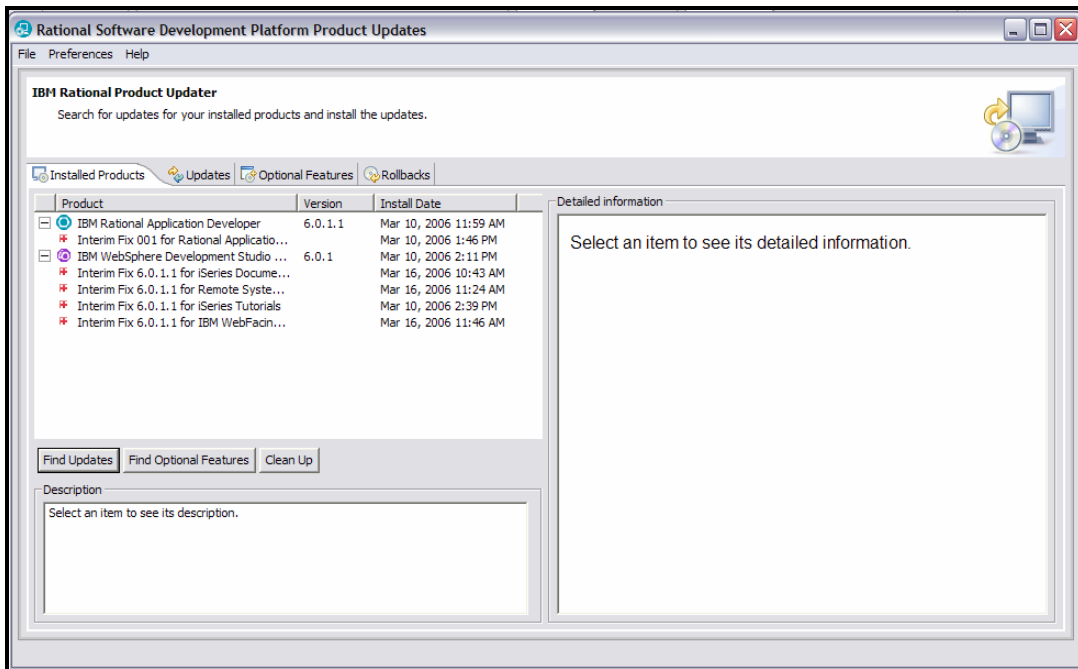 Rational Software Development Platform Product Updates
File Preferences Help
IBM Rational Product Updater
Search for updates for your installed products and install the updates.
Installed Products Updates Optional Features Rollbacks
Product Version Install Date
IBM Rational Application Developer 6.0.1.1 Mar 10, 2006 11:59 AM
Interim Fix 001 for Rational Applicatio... Mar 10, 2006 1:46 PM
IBM WebSphere Development Studio ... 6.0.1 Mar 10, 2006 2:11 PM
Interim Fix 6.0.1.1 for iSeries Docume... Mar 16, 2006 10:43 AM
Interim Fix 6.0.1.1 for Remote Syste... Mar 16, 2006 11:24 AM
Interim Fix 6.0.1.1 for iSeries Tutorials Mar 10, 2006 2:39 PM
Interim Fix 6.0.1.1 for IBM WebFacin... Mar 16, 2006 11:46 AM
Find Updates Find Optional Features Clean Up
Description
Select an item to see its description.
Detailed information
Select an item to see its detailed information.